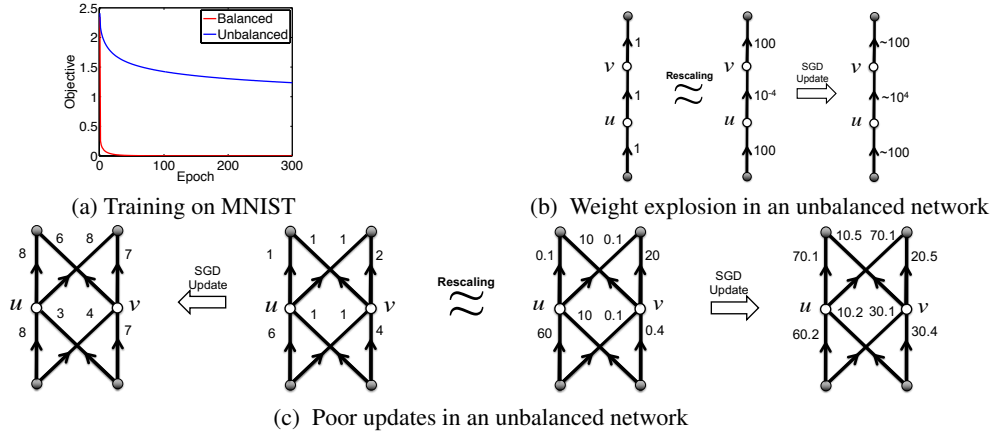 2.5
2
1.5
1
0.5
0
Objective
0 100 200 300
Epoch
Balanced
Unbalanced
(a) Training on MNIST
1
v
1
u
1
Rescaling
≈
100
10-4
100
SGD
Update
~100
v
~10⁴
u
~100
(b) Weight explosion in an unbalanced network
6 8
8 7
u v
3 4
8 7
SGD
Update
1 1
1 2
u v
1 1
6 4
Rescaling
≈
10 0.1
0.1 20
u v
10 0.1
60 0.4
SGD
Update
10.5 70.1
70.1 20.5
u v
10.2 30.1
60.2 30.4
(c) Poor updates in an unbalanced network